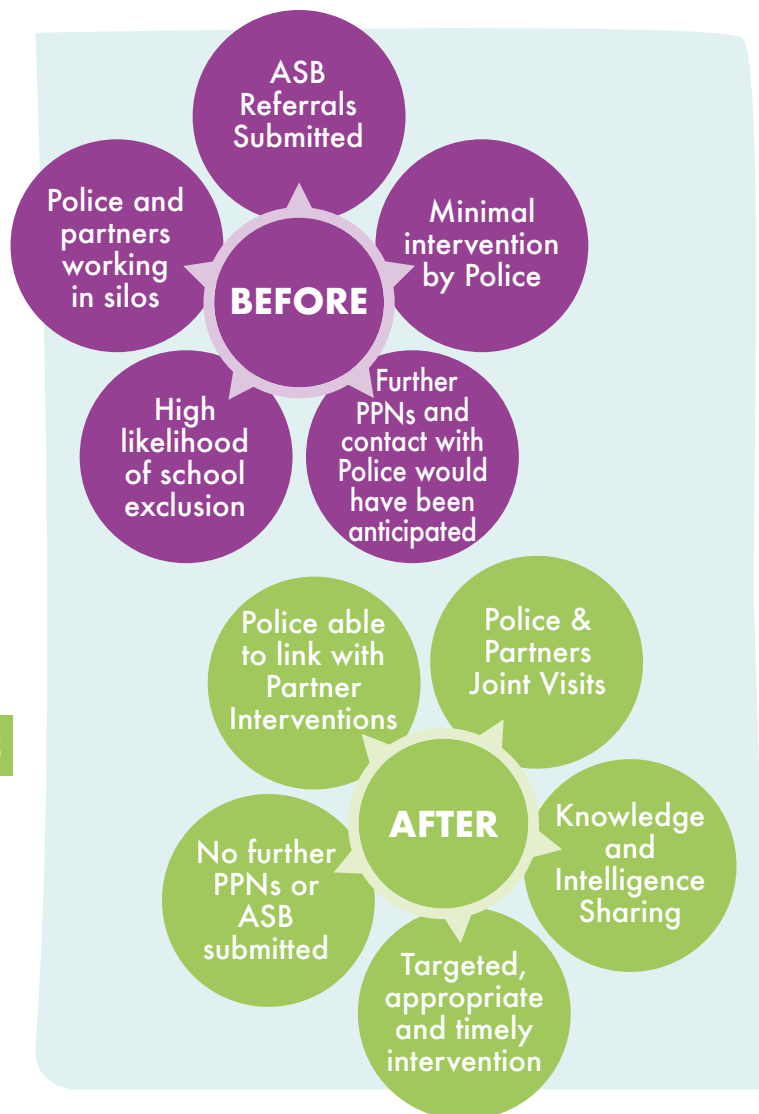 ASB
Referrals
Submitted
Police and
partners
working
in silos
Minimal
intervention
by Police
BEFORE
High
likelihood
of school
exclusion
Further
PPNs and
contact with
Police would
have been
anticipated
Police able
to link with
Partner
Interventions
Police &
Partners
Joint Visits
AFTER
Knowledge
and
Intelligence
Sharing
No further
PPNs or
ASB
submitted
Targeted,
appropriate
and timely
intervention